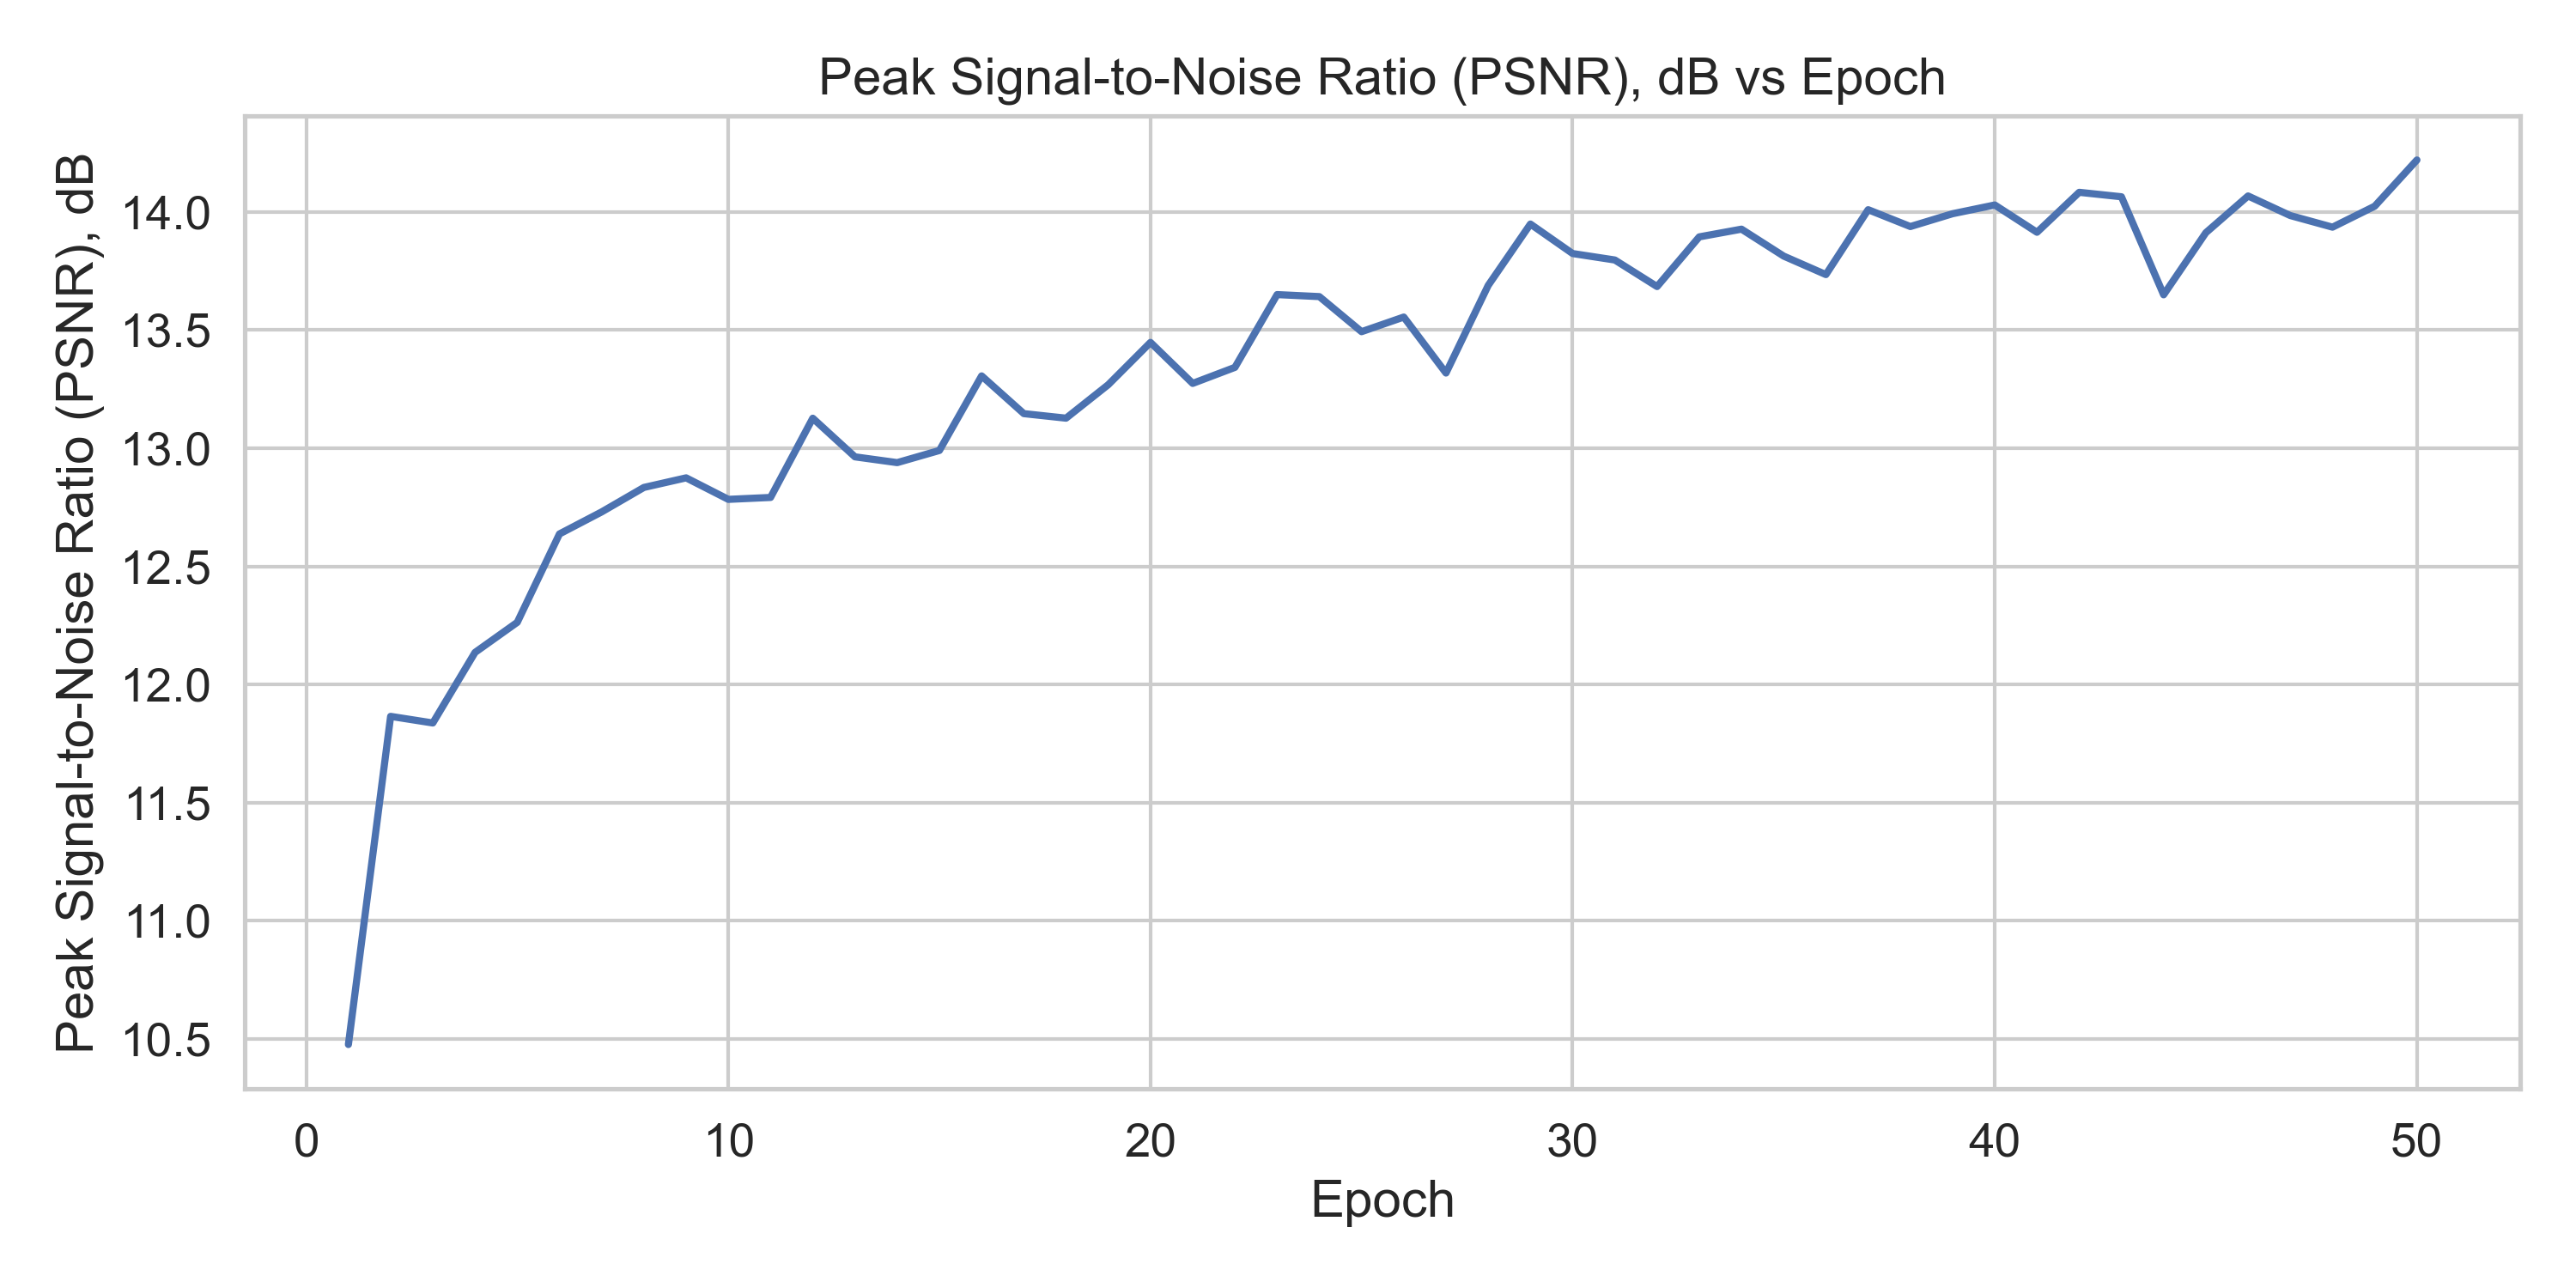 Peak Signal-to-Noise Ratio (PSNR), dB vs Epoch
Peak Signal-to-Noise Ratio (PSNR), dB
14.0
13.5
13.0
12.5
12.0
11.5
11.0
10.5
0 10 20 30 40 50
Epoch